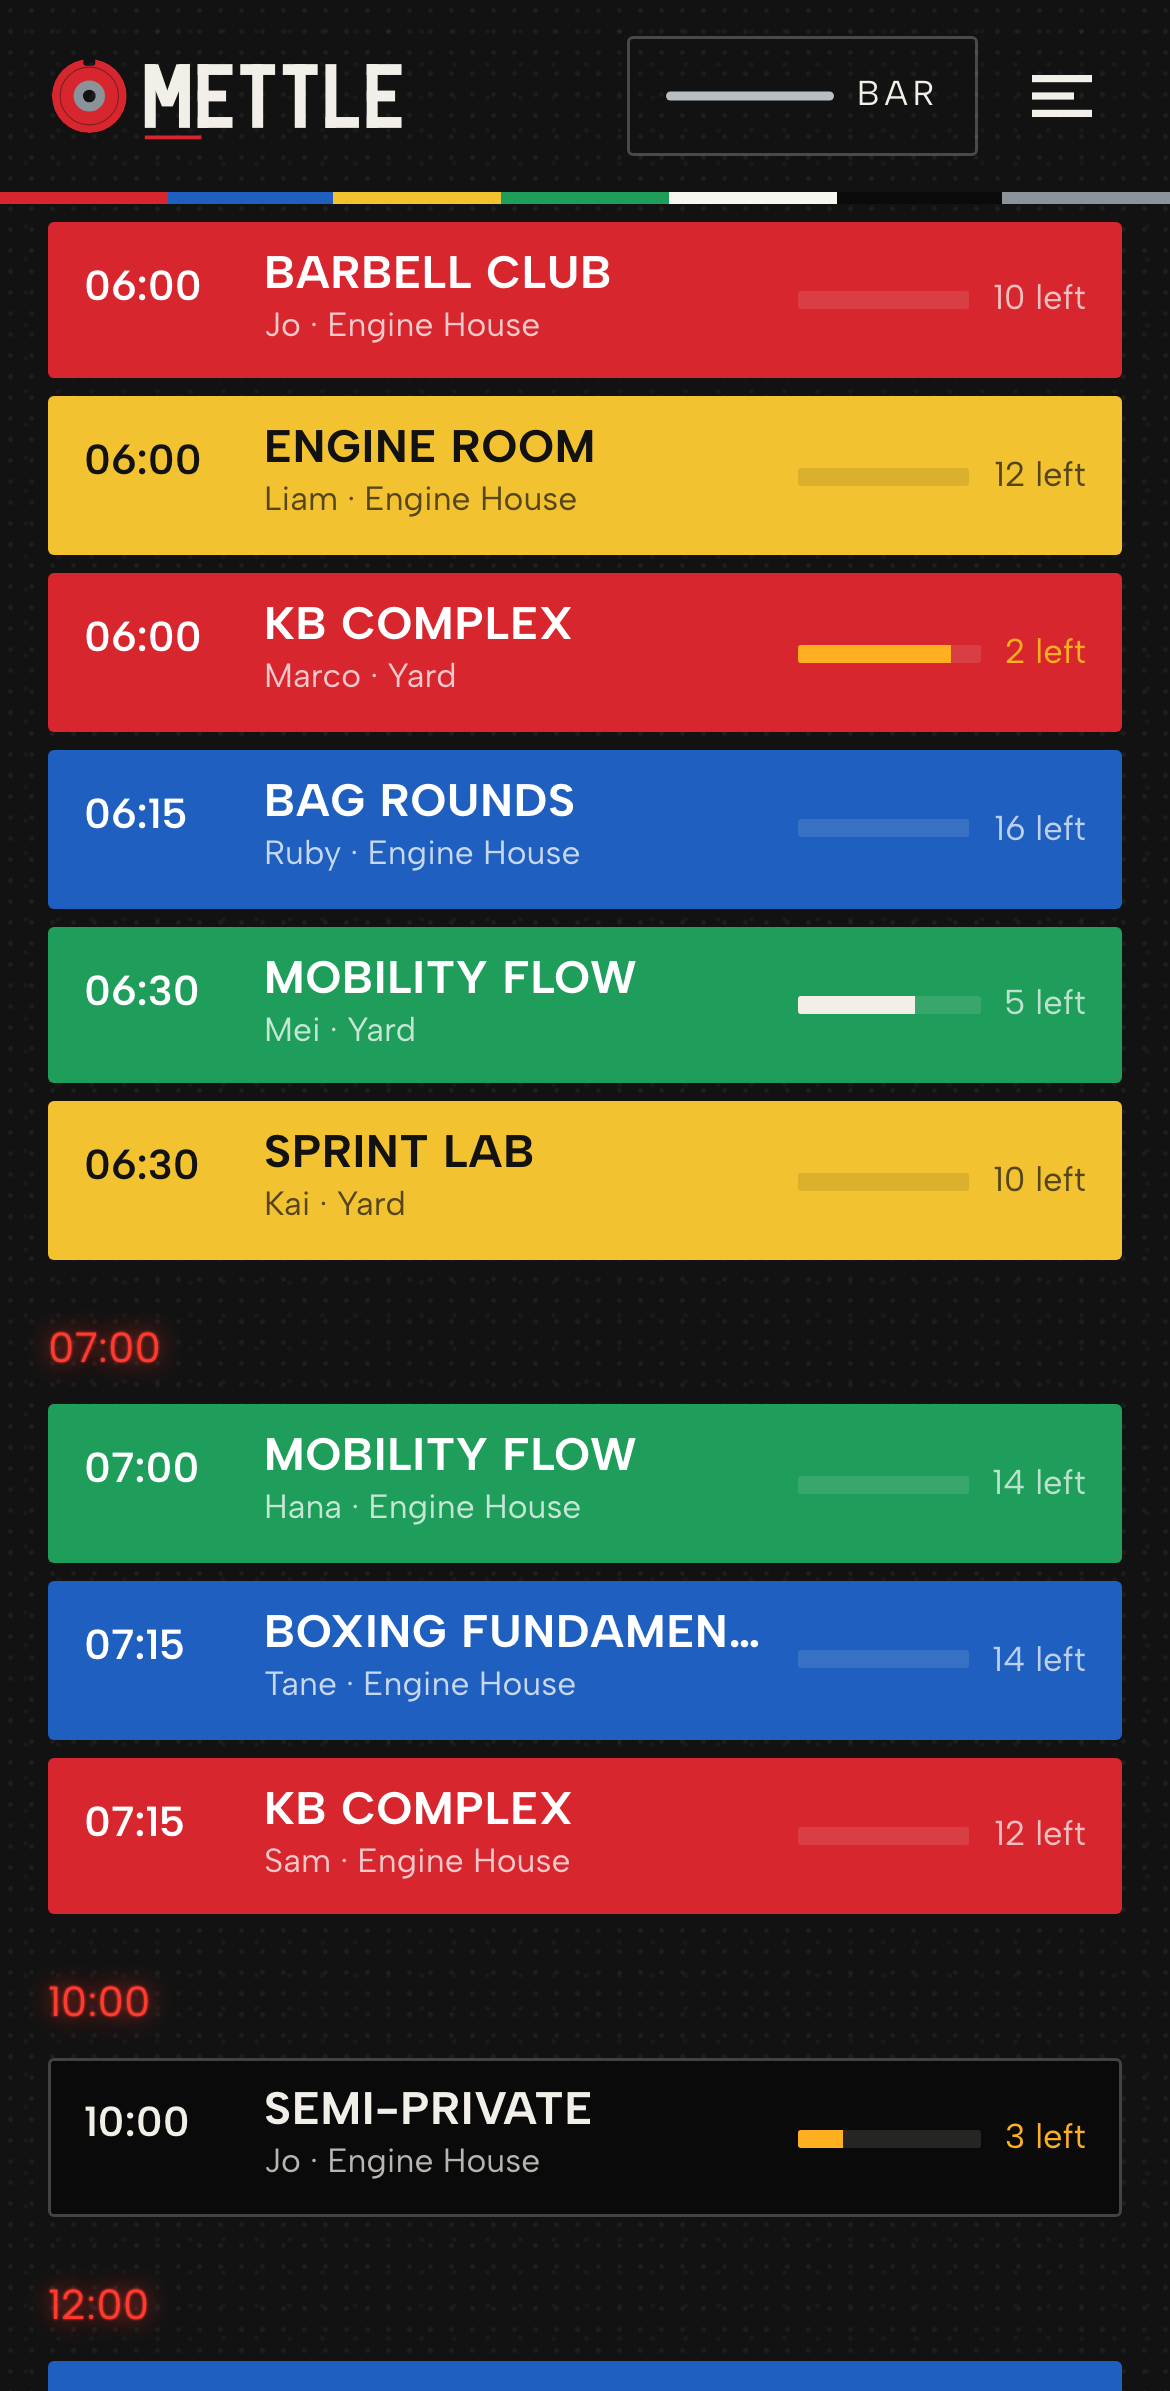 METTLE
BAR
06:00 BARBELL CLUB 10 left
Jo · Engine House
06:00 ENGINE ROOM 12 left
Liam · Engine House
06:00 KB COMPLEX 2 left
Marco · Yard
06:15 BAG ROUNDS 16 left
Ruby · Engine House
06:30 MOBILITY FLOW 5 left
Mei · Yard
06:30 SPRINT LAB 10 left
Kai · Yard
07:00
07:00 MOBILITY FLOW 14 left
Hana · Engine House
07:15 BOXING FUNDAMEN... 14 left
Tane · Engine House
07:15 KB COMPLEX 12 left
Sam · Engine House
10:00
10:00 SEMI-PRIVATE 3 left
Jo · Engine House
12:00